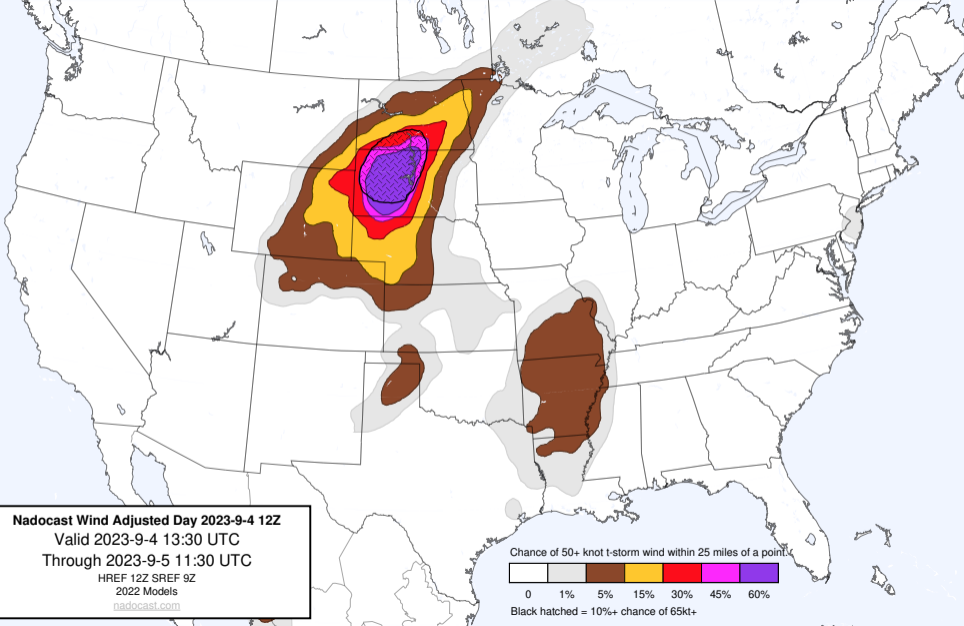 Nadocast Wind Adjusted Day 2023-9-4 12Z
Valid 2023-9-4 13:30 UTC
Through 2023-9-5 11:30 UTC
HREF 12Z SREF 9Z
2022 Models
nadocast.com
Chance of 50+ knot t-storm wind within 25 miles of a point.
0 1% 5% 15% 30% 45% 60%
Black hatched = 10%+ chance of 65kt+